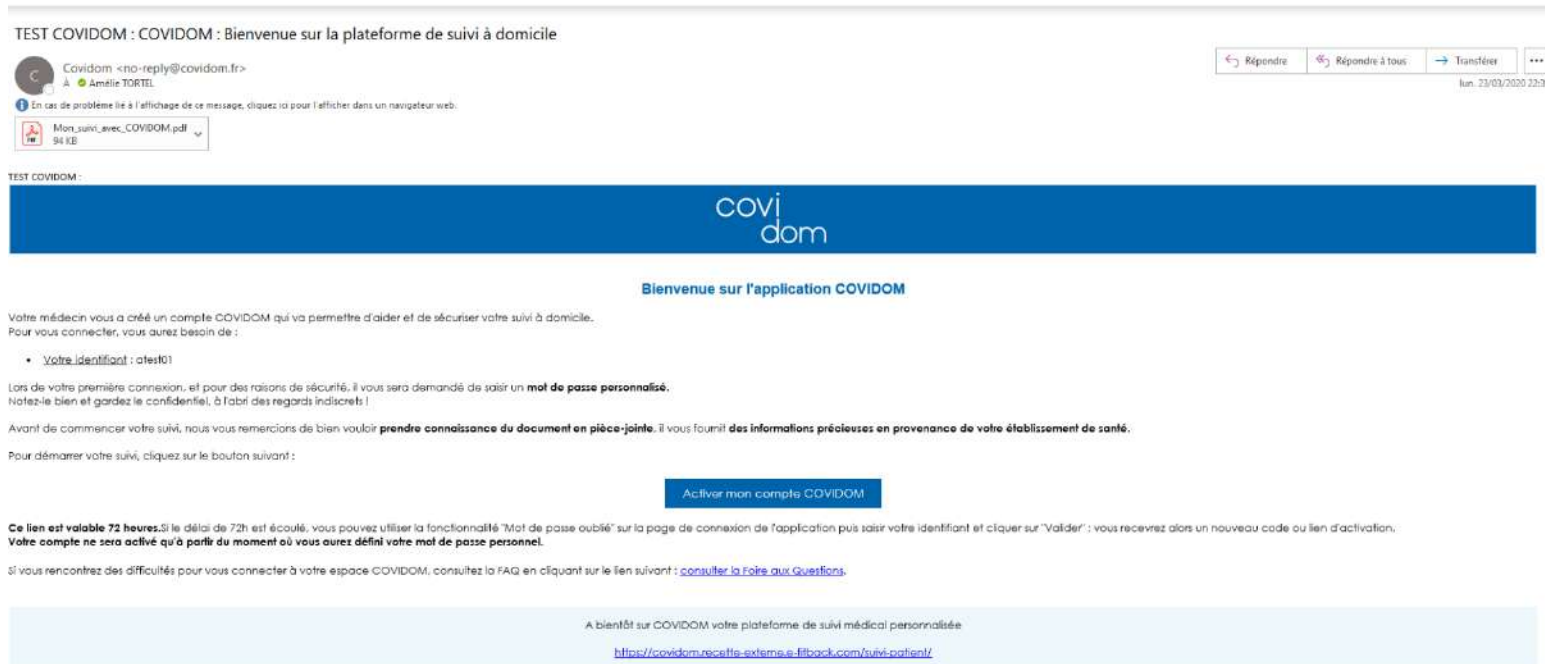 TEST COVIDOM : COVIDOM : Bienvenue sur la plateforme de suivi à domicile
Répondre
Répondre à tous
Transférer
C
Covidom <no-reply@covidom.fr>
À Amélie TORTEL
lun. 23/03/2020 22:3
En cas de problème lié à l'affichage de ce message, cliquez ici pour l'afficher dans un navigateur web.
Mon_suivi_avec_COVIDOM.pdf
94 KB
TEST COVIDOM :
covi
dom
Bienvenue sur l'application COVIDOM
Votre médecin vous a créé un compte COVIDOM qui va permettre d'aider et de sécuriser votre suivi à domicile.
Pour vous connecter, vous aurez besoin de :
• Votre identifiant : atest01
Lors de votre première connexion, et pour des raisons de sécurité, il vous sera demandé de saisir un mot de passe personnalisé.
Notez-le bien et gardez le confidentiel, à l'abri des regards indiscrets !
Avant de commencer votre suivi, nous vous remercions de bien vouloir prendre connaissance du document en pièce-jointe, il vous fournit des informations précieuses en provenance de votre établissement de santé.
Pour démarrer votre suivi, cliquez sur le bouton suivant :
Activer mon compte COVIDOM
Ce lien est valable 72 heures.Si le délai de 72h est écoulé, vous pouvez utiliser la fonctionnalité "Mot de passe oublié" sur la page de connexion de l'application puis saisir votre identifiant et cliquer sur "Valider" : vous recevrez alors un nouveau code ou lien d'activation.
Votre compte ne sera activé qu'à partir du moment où vous aurez défini votre mot de passe personnel.
Si vous rencontrez des difficultés pour vous connecter à votre espace COVIDOM, consultez la FAQ en cliquant sur le lien suivant : consulter la Foire aux Questions.
A bientôt sur COVIDOM votre plateforme de suivi médical personnalisée
https://covidom.recette-externe.e-fitback.com/suivi-patient/